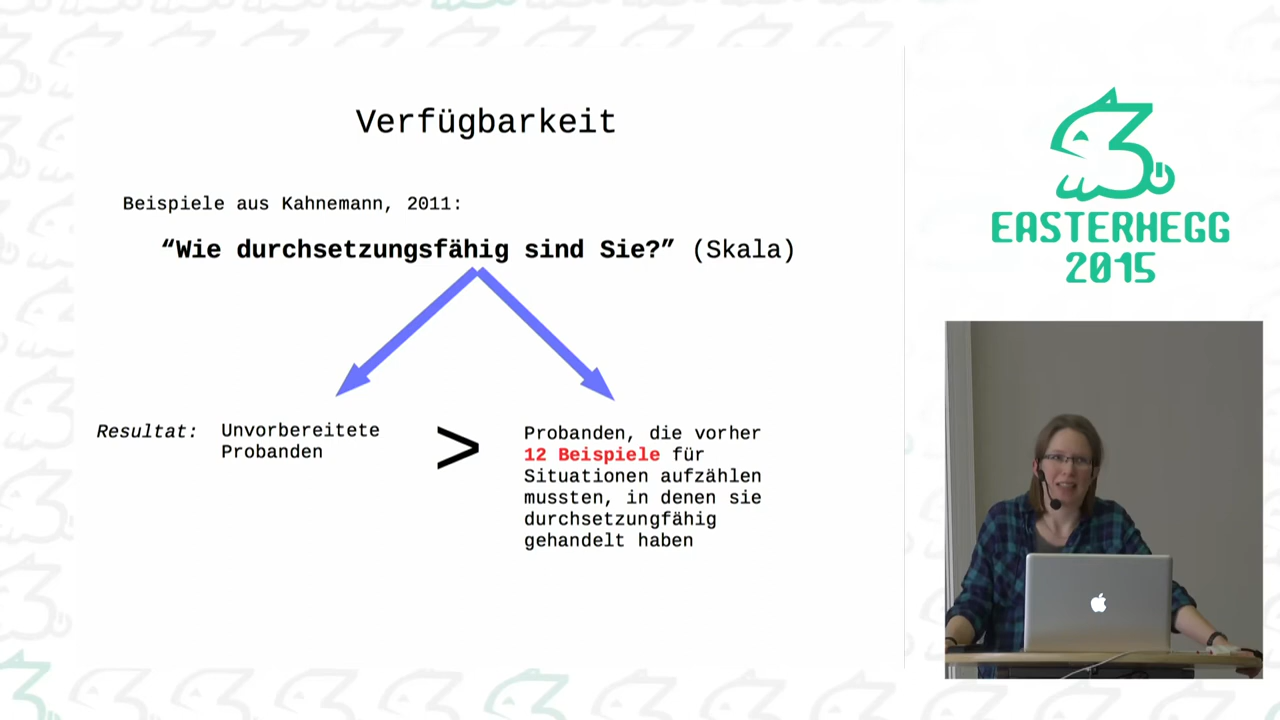 Verfügbarkeit
Beispiele aus Kahnemann, 2011:
“Wie durchsetzungsfähig sind Sie?” (Skala)
Resultat: Unvorbereitete
Probanden
>
Probanden, die vorher
12 Beispiele für
Situationen aufzählen
mussten, in denen sie
durchsetzungfähig
gehandelt haben
EASTERHEGG
2015